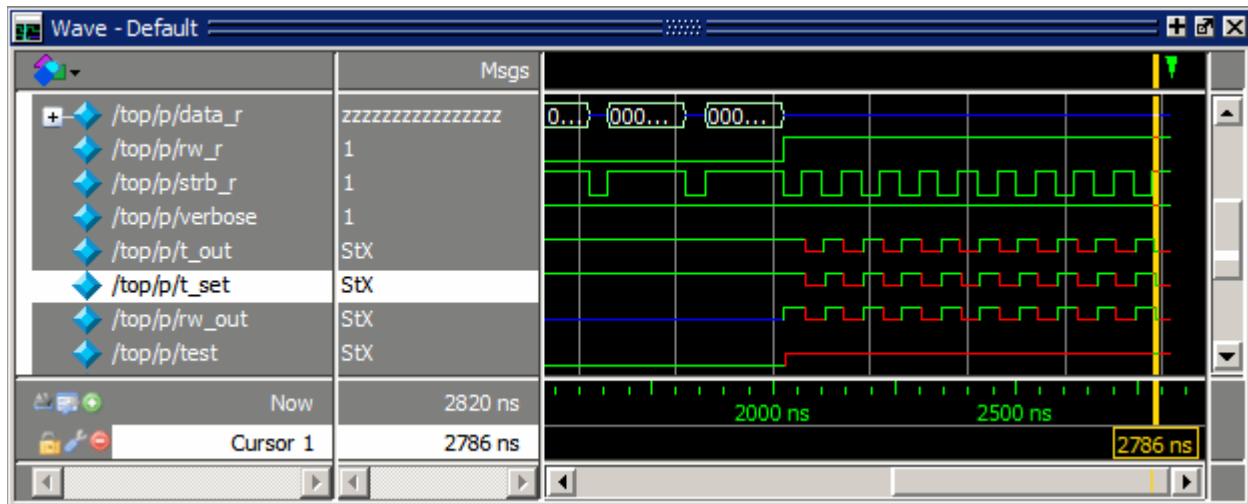 Wave - Default
Msgs
/top/p/data_r zzzzzzzzzzzzzzzz 0... 000... 000...
/top/p/rw_r 1
/top/p/strb_r 1
/top/p/verbose 1
/top/p/t_out StX
/top/p/t_set StX
/top/p/rw_out StX
/top/p/test StX
Now 2820 ns 2000 ns 2500 ns
Cursor 1 2786 ns 2786 ns